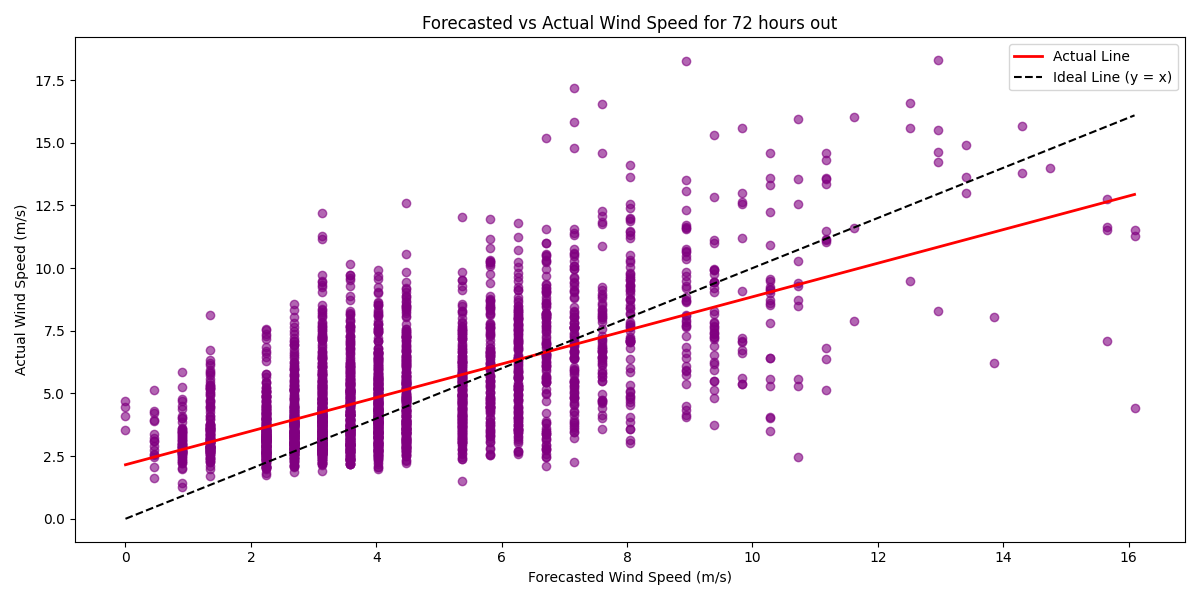 Forecasted vs Actual Wind Speed for 72 hours out
Actual Line
Ideal Line (y = x)
Actual Wind Speed (m/s)
17.5
15.0
12.5
10.0
7.5
5.0
2.5
0.0
0 2 4 6 8 10 12 14 16
Forecasted Wind Speed (m/s)